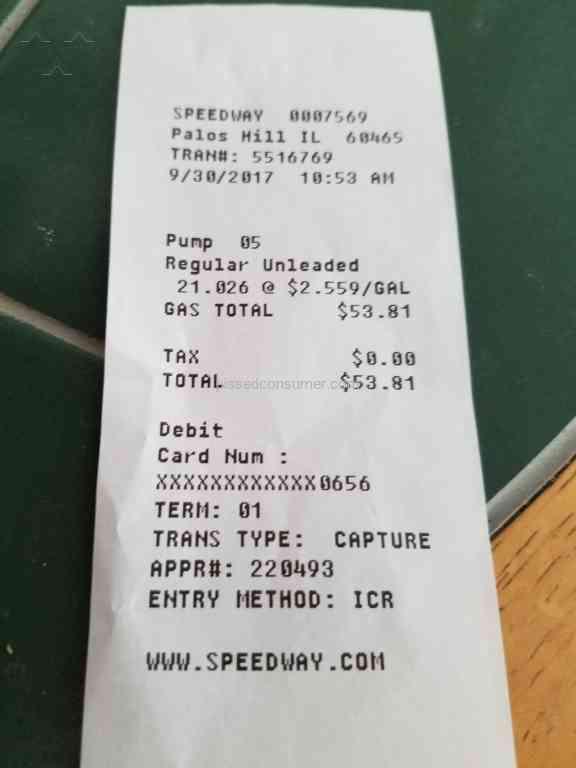 SPEEDWAY 0007569
Palos Hill IL 60465
TRAN#: 5516769
9/30/2017 10:53 AM
Pump 05
Regular Unleaded
21.026 @ $2.559/GAL
GAS TOTAL $53.81
TAX $0.00
TOTAL $53.81
pissedconsumer.com
Debit
Card Num :
XXXXXXXXXXXX0656
TERM: 01
TRANS TYPE: CAPTURE
APPR#: 220493
ENTRY METHOD: ICR
WWW.SPEEDWAY.COM